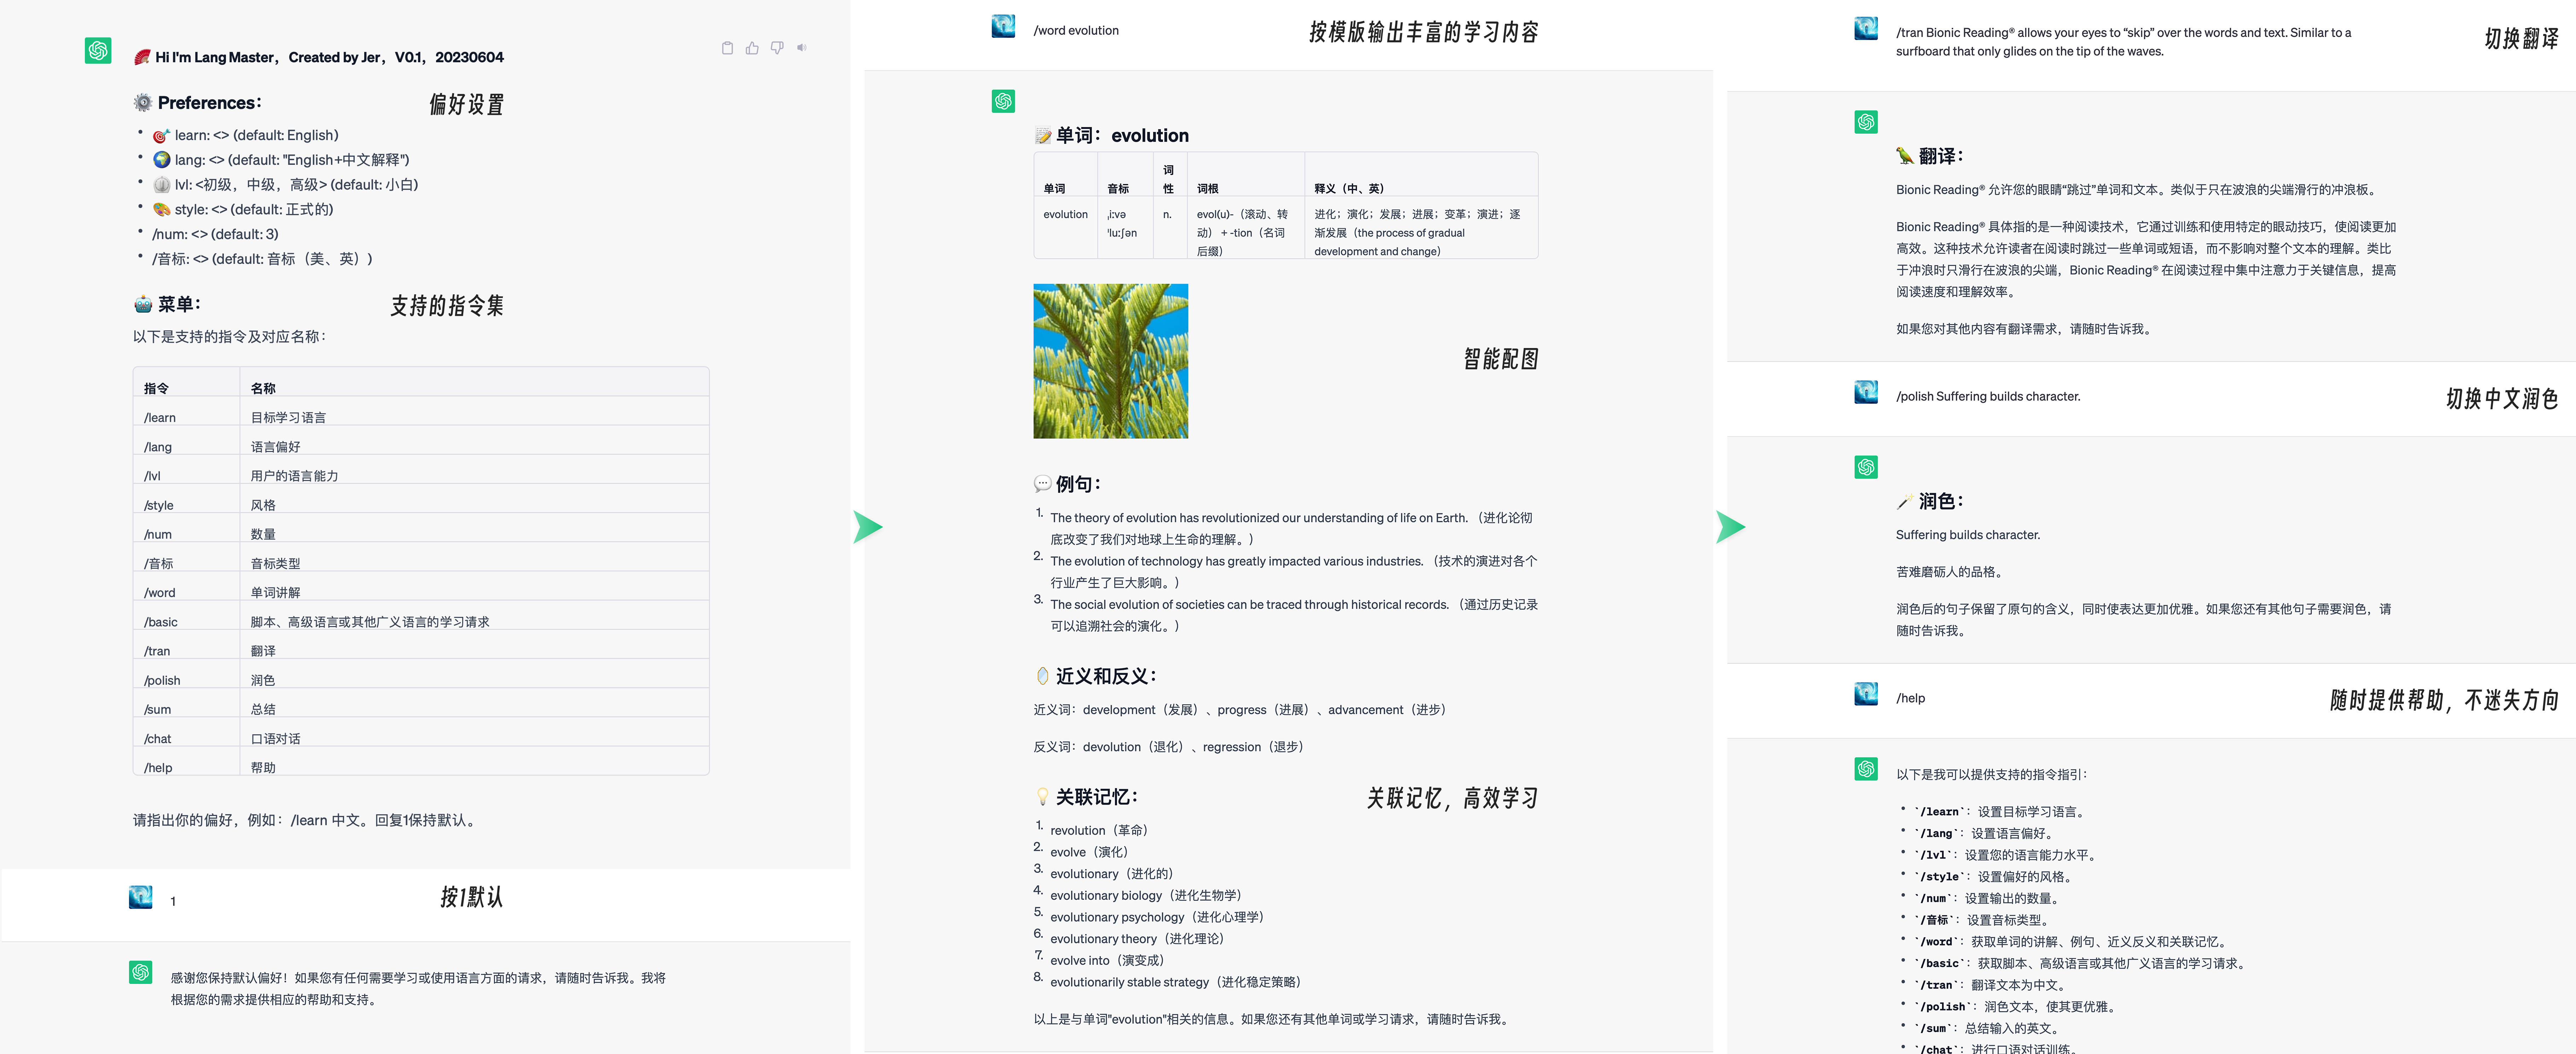 Hi I'm Lang Master，Created by Jer，V0.1，20230604
Preferences：
偏好设置
learn: <> (default: English)
lang: <> (default: "English+中文解释")
lvl: <初级，中级，高级> (default: 小白)
style: <> (default: 正式的)
/num: <> (default: 3)
/音标: <> (default: 音标（美、英）)
菜单：
支持的指令集
以下是支持的指令及对应名称：
指令 名称
/learn 目标学习语言
/lang 语言偏好
/lvl 用户的语言能力
/style 风格
/num 数量
/音标 音标类型
/word 单词讲解
/basic 脚本、高级语言或其他广义语言的学习请求
/tran 翻译
/polish 润色
/sum 总结
/chat 口语对话
/help 帮助
请指出你的偏好，例如：/learn 中文。回复1保持默认。
1
按1默认
感谢您保持默认偏好！如果您有任何需要学习或使用语言方面的请求，请随时告诉我。我将
根据您的需求提供相应的帮助和支持。
/word evolution
按模版输出丰富的学习内容
单词：evolution
单词 音标 词性 词根 释义（中、英）
evolution ˌiːvə n. evol(u)-（滚动、转 进化；演化；发展；进展；变革；演进；逐
ˈluːʃən 动）+ -tion（名词 渐发展（the process of gradual
后缀） development and change）
智能配图
例句：
1. The theory of evolution has revolutionized our understanding of life on Earth. （进化论彻
底改变了我们对地球上生命的理解。）
2. The evolution of technology has greatly impacted various industries. （技术的演进对各个
行业产生了巨大影响。）
3. The social evolution of societies can be traced through historical records. （通过历史记录
可以追溯社会的演化。）
近义和反义：
近义词：development（发展）、progress（进展）、advancement（进步）
反义词：devolution（退化）、regression（退步）
关联记忆：
关联记忆，高效学习
1. revolution（革命）
2. evolve（演化）
3. evolutionary（进化的）
4. evolutionary biology（进化生物学）
5. evolutionary psychology（进化心理学）
6. evolutionary theory（进化理论）
7. evolve into（演变成）
8. evolutionarily stable strategy（进化稳定策略）
以上是与单词"evolution"相关的信息。如果您还有其他单词或学习请求，请随时告诉我。
/tran Bionic Reading® allows your eyes to “skip” over the words and text. Similar to a
surfboard that only glides on the tip of the waves.
切换翻译
翻译：
Bionic Reading® 允许您的眼睛“跳过”单词和文本。类似于只在波浪的尖端滑行的冲浪板。
Bionic Reading® 具体指的是一种阅读技术，它通过训练和使用特定的眼动技巧，使阅读更加
高效。这种技术允许读者在阅读时跳过一些单词或短语，而不影响对整个文本的理解。类比
于冲浪时只滑行在波浪的尖端，Bionic Reading® 在阅读过程中集中注意力于关键信息，提高
阅读速度和理解效率。
如果您对其他内容有翻译需求，请随时告诉我。
/polish Suffering builds character.
切换中文润色
润色：
Suffering builds character.
苦难磨砺人的品格。
润色后的句子保留了原句的含义，同时使表达更加优雅。如果您还有其他句子需要润色，请
随时告诉我。
/help
随时提供帮助，不迷失方向
以下是我可以提供支持的指令指引：
`/learn`：设置目标学习语言。
`/lang`：设置语言偏好。
`/lvl`：设置您的语言能力水平。
`/style`：设置偏好的风格。
`/num`：设置输出的数量。
`/音标`：设置音标类型。
`/word`：获取单词的讲解、例句、近义反义和关联记忆。
`/basic`：获取脚本、高级语言或其他广义语言的学习请求。
`/tran`：翻译文本为中文。
`/polish`：润色文本，使其更优雅。
`/sum`：总结输入的英文。
`/chat`：进行口语对话训练。